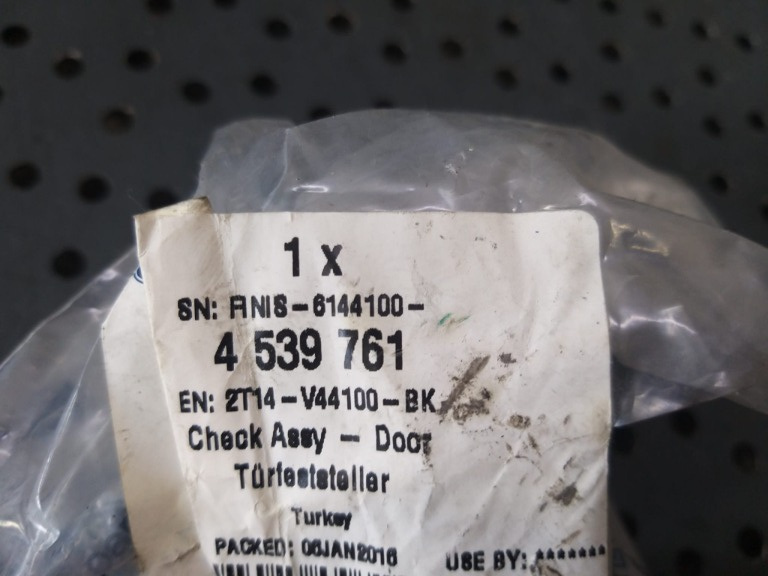 1 x
SN: FINIS-6144100-
4 539 761
EN: 2T14-V44100-BK
Check Assy - Door
Türfeststeller
Turkey
PACKED: 06JAN2016 USE BY: *******